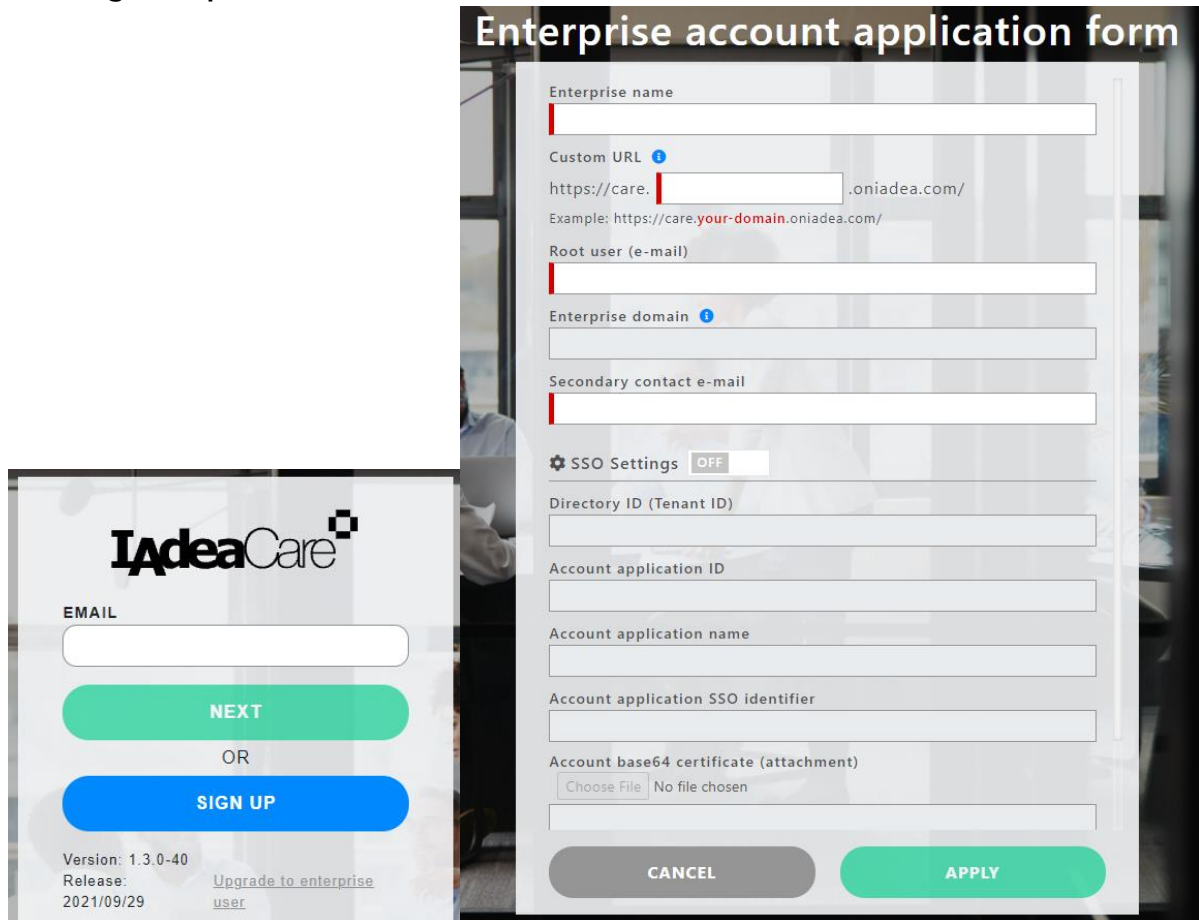 Enterprise account application form
Enterprise name
Custom URL
https://care. .oniadea.com/
Example: https://care.your-domain.oniadea.com/
Root user (e-mail)
Enterprise domain
Secondary contact e-mail
SSO Settings OFF
Directory ID (Tenant ID)
Account application ID
Account application name
Account application SSO identifier
Account base64 certificate (attachment)
Choose File No file chosen
CANCEL APPLY
IAdeaCare
EMAIL
NEXT
OR
SIGN UP
Version: 1.3.0-40
Release:
2021/09/29
Upgrade to enterprise
user